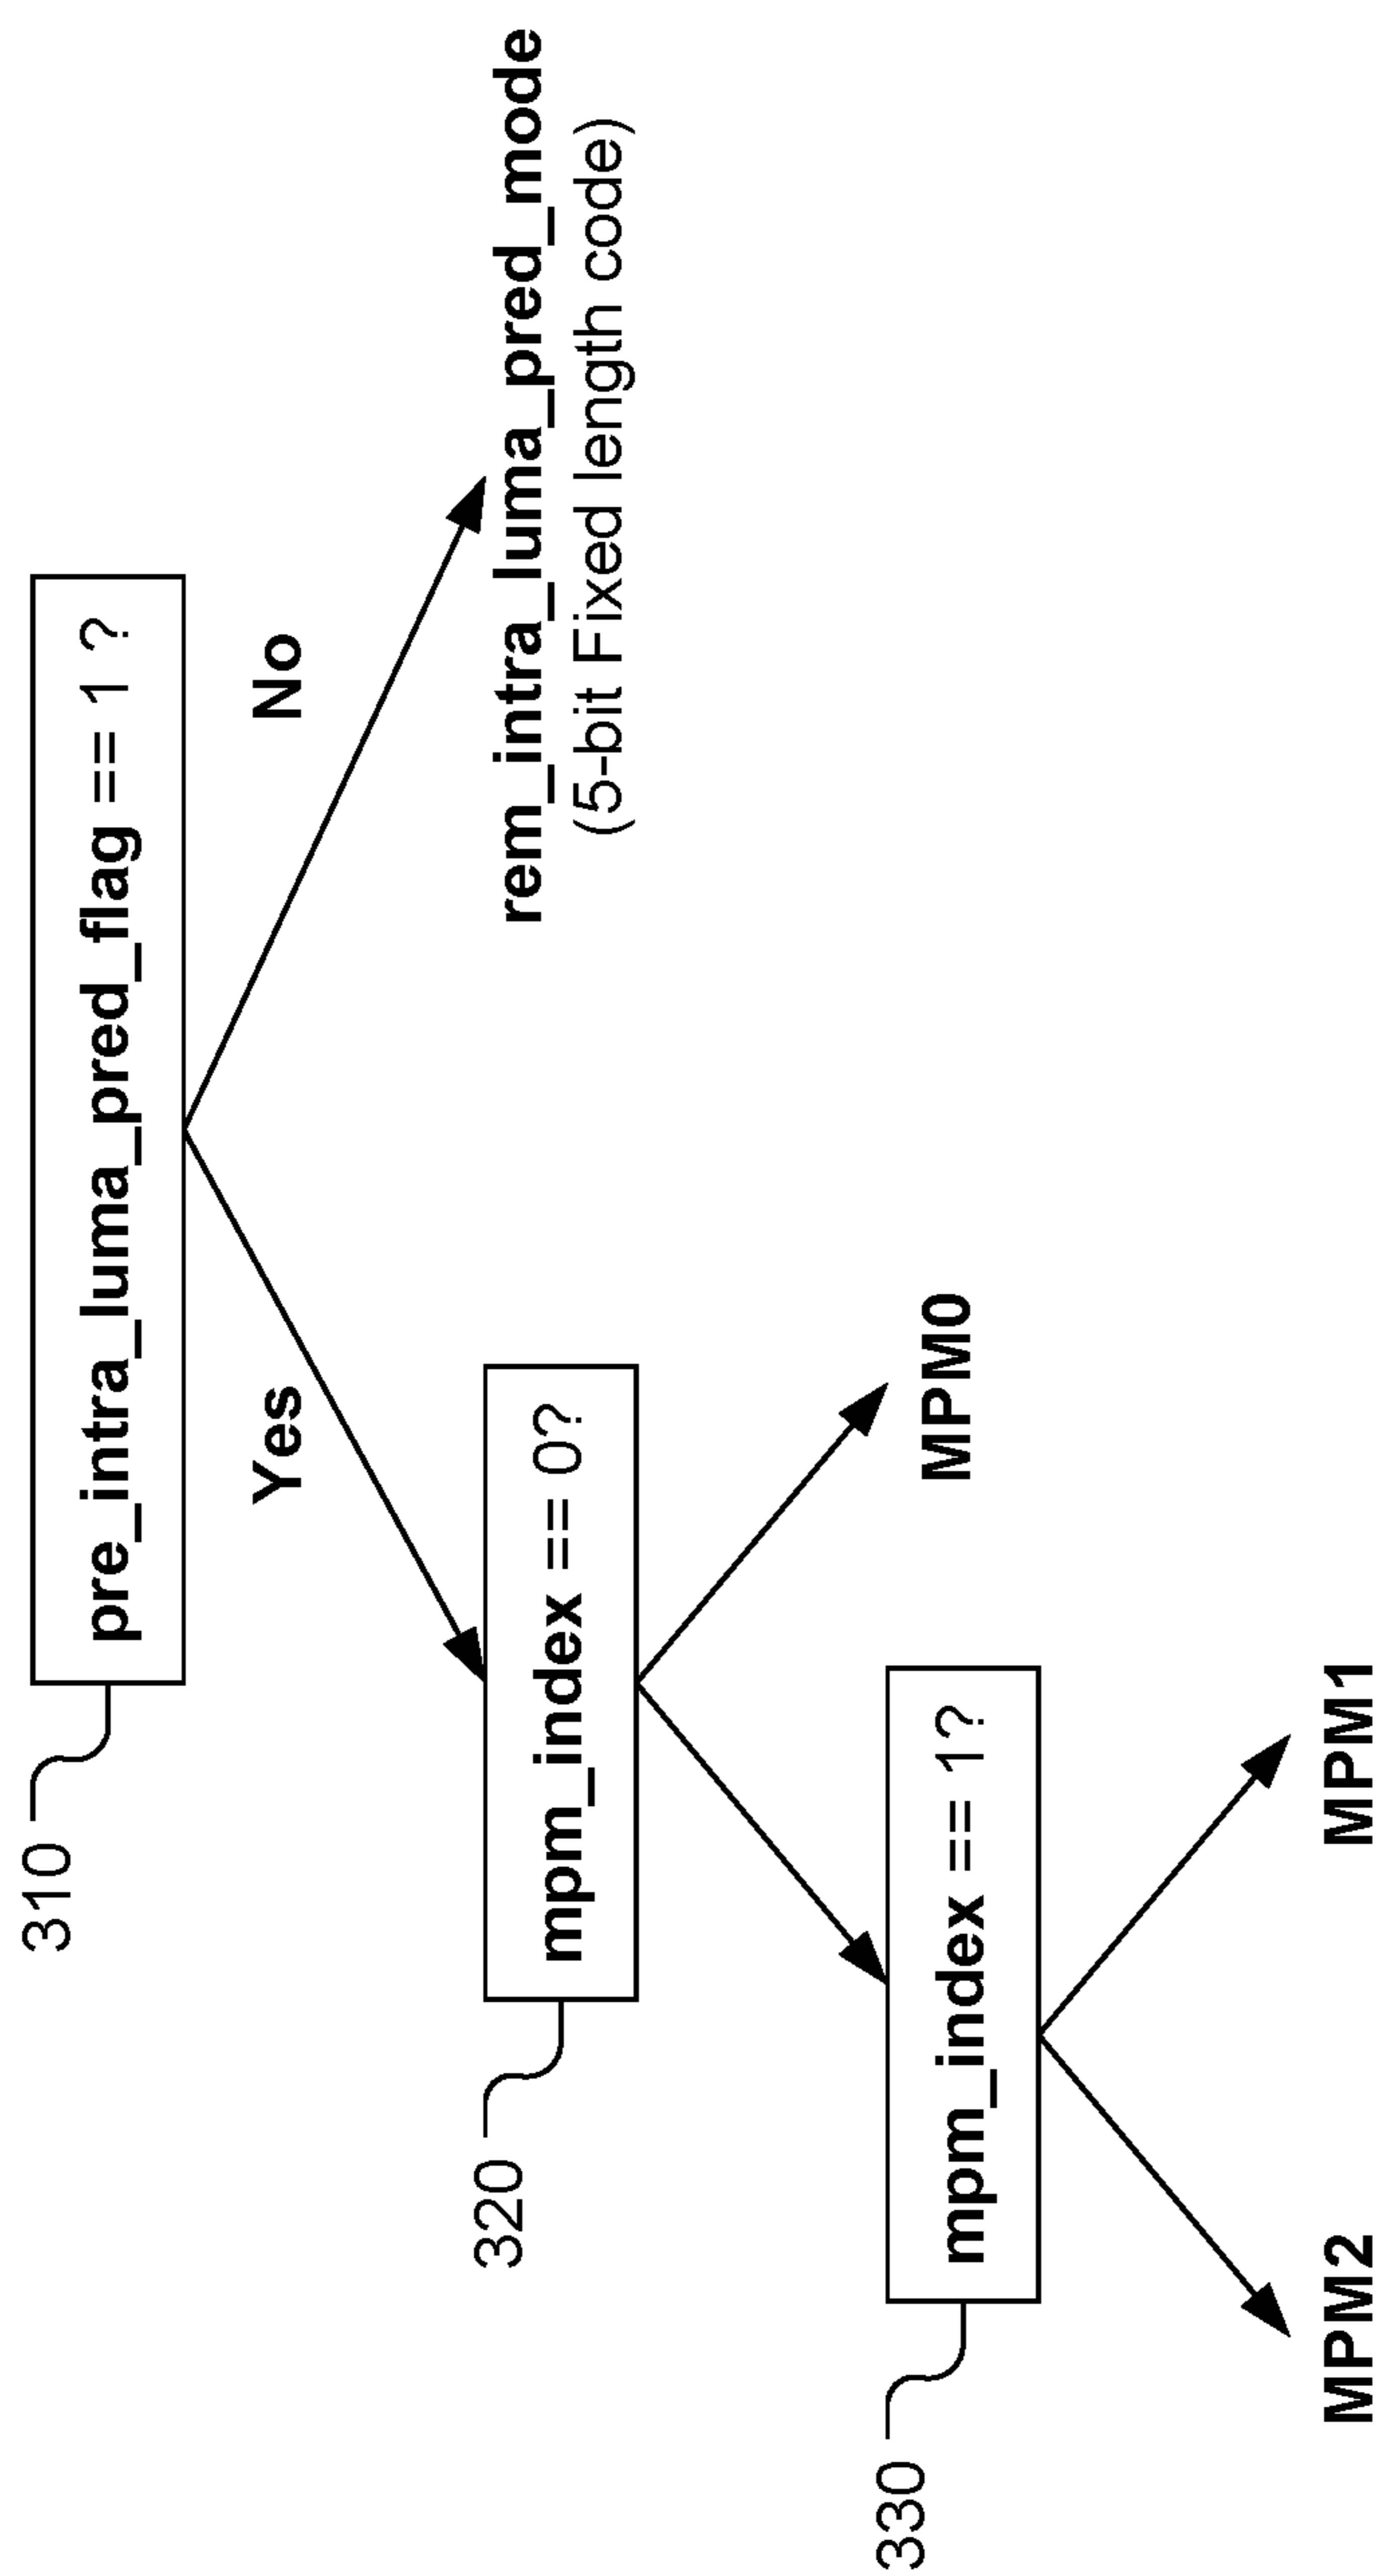 310
pre_intra_luma_pred_flag == 1 ?
Yes
No
320
mpm_index == 0?
rem_intra_luma_pred_mode
(5-bit Fixed length code)
330
mpm_index == 1?
MPM0
MPM2
MPM1